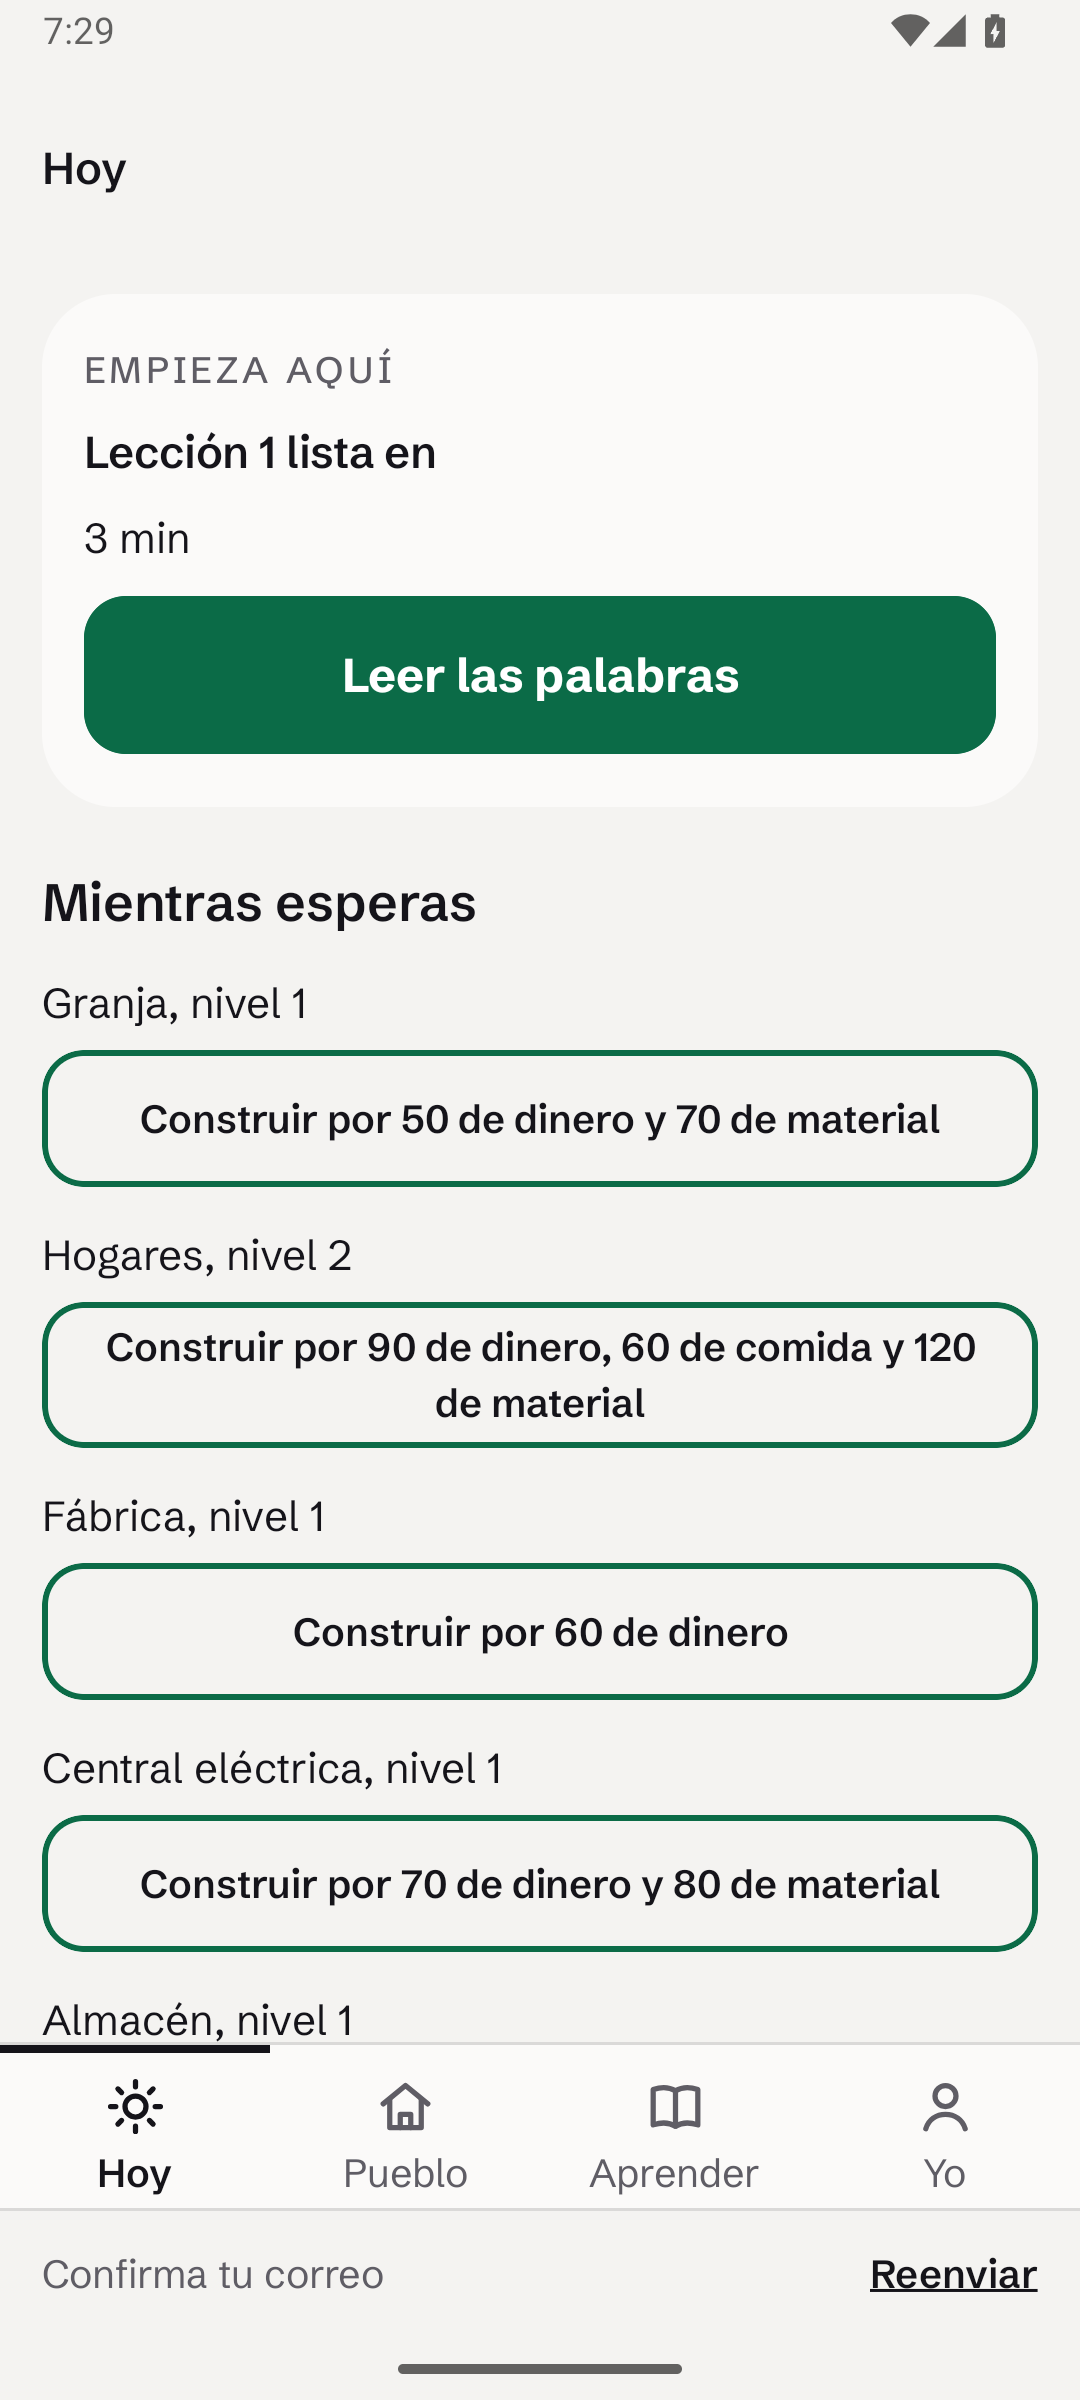 7:29
Hoy
EMPIEZA AQUÍ
Lección 1 lista en
3 min
Leer las palabras
Mientras esperas
Granja, nivel 1
Construir por 50 de dinero y 70 de material
Hogares, nivel 2
Construir por 90 de dinero, 60 de comida y 120
de material
Fábrica, nivel 1
Construir por 60 de dinero
Central eléctrica, nivel 1
Construir por 70 de dinero y 80 de material
Almacén, nivel 1
Hoy
Pueblo
Aprender
Yo
Confirma tu correo
Reenviar